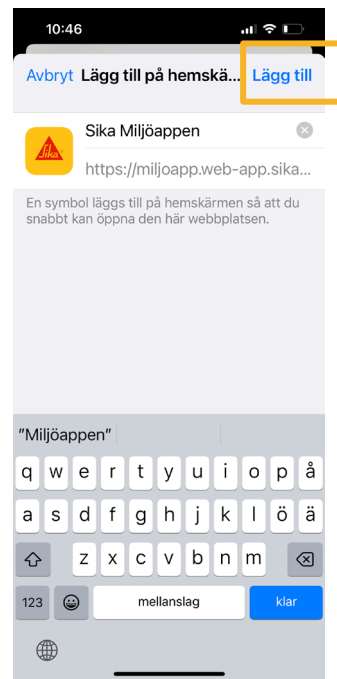 10:46
Avbryt Lägg till på hemskä... Lägg till
Sika
Sika Miljöappen
https://miljoapp.web-app.sika...
En symbol läggs till på hemskärmen så att du
snabbt kan öppna den här webbplatsen.
"Miljöappen"
q w e r t y u i o p å
a s d f g h j k l ö ä
z x c v b n m
123 mellanslag klar